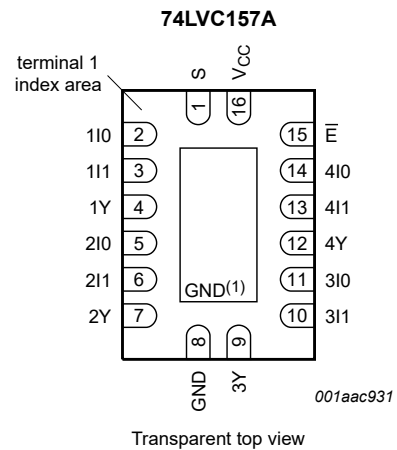 74LVC157A
terminal 1
index area
S
VCC
1
16
1I0 2
15 E̅
1I1 3
14 4I0
1Y 4
13 4I1
2I0 5
12 4Y
2I1 6
11 3I0
GND(1)
2Y 7
10 3I1
8
9
GND
3Y
001aac931
Transparent top view